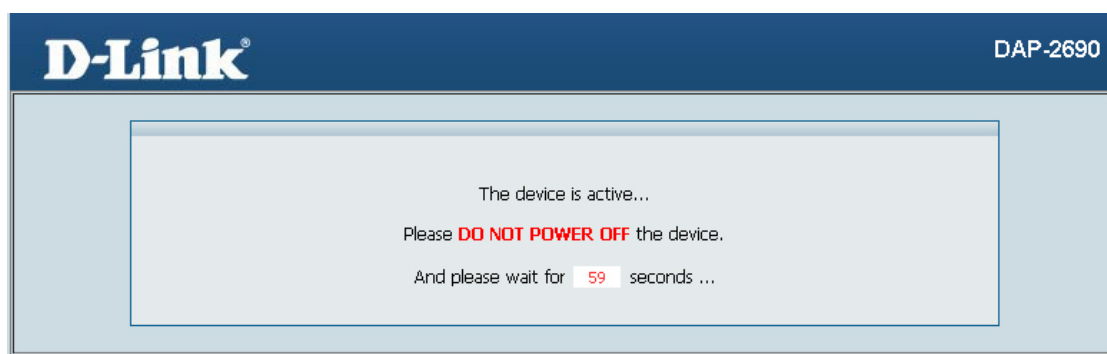 D-Link®
DAP-2690
The device is active...
Please DO NOT POWER OFF the device.
And please wait for 59 seconds ...